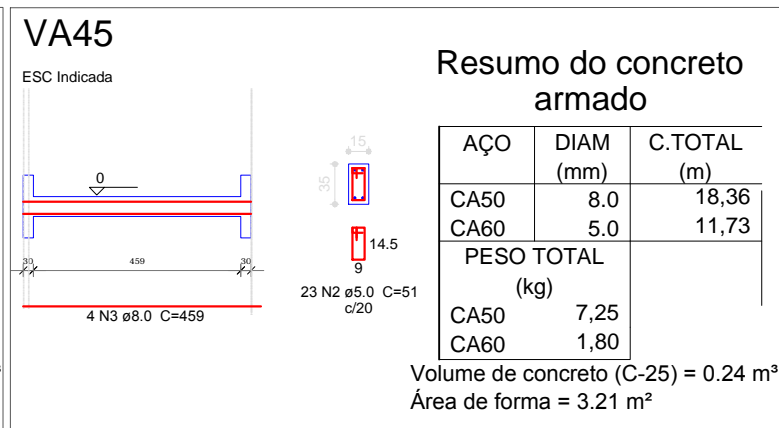 VA45
ESC Indicada
0
30 459 30
4 N3 ø8.0 C=459
15
35
14.5
9
23 N2 ø5.0 C=51
c/20
Resumo do concreto
armado
AÇO DIAM C.TOTAL
(mm) (m)
CA50 8.0 18,36
CA60 5.0 11,73
PESO TOTAL
(kg)
CA50 7,25
CA60 1,80
Volume de concreto (C-25) = 0.24 m³
Área de forma = 3.21 m²